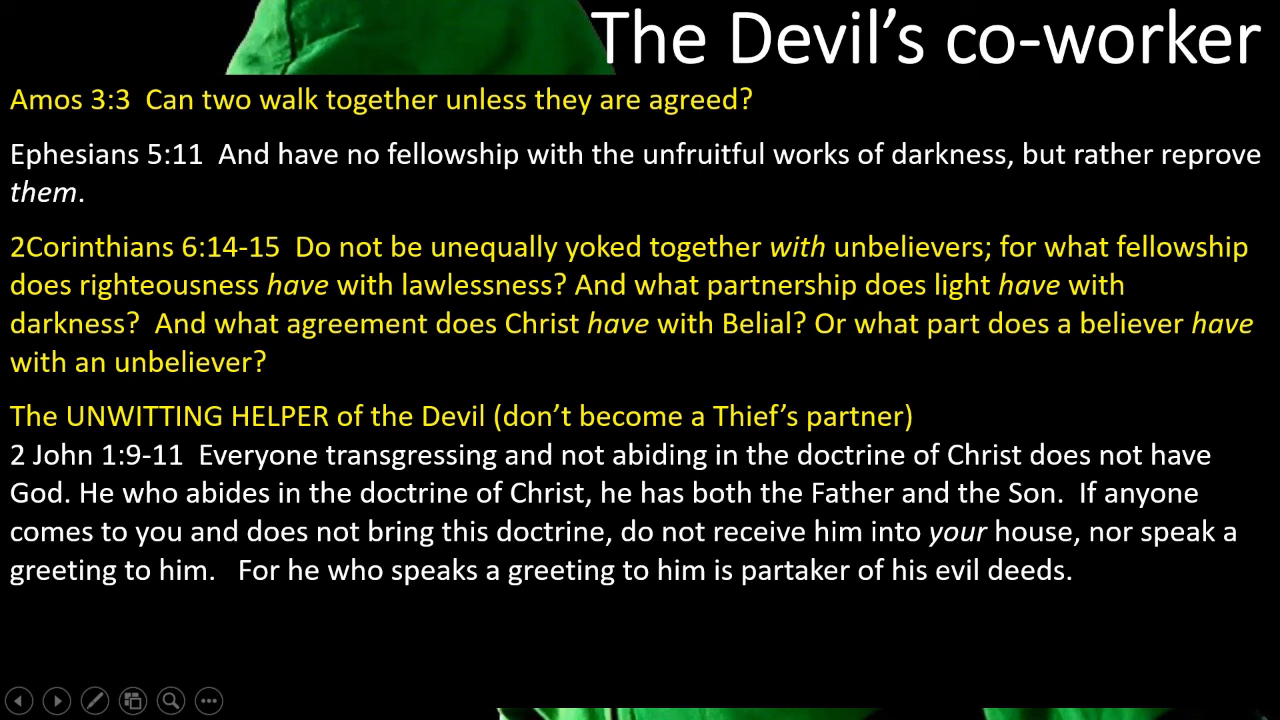 The Devil’s co-worker
Amos 3:3  Can two walk together unless they are agreed?
Ephesians 5:11  And have no fellowship with the unfruitful works of darkness, but rather reprove
them.
2Corinthians 6:14-15  Do not be unequally yoked together with unbelievers; for what fellowship
does righteousness have with lawlessness? And what partnership does light have with
darkness?  And what agreement does Christ have with Belial? Or what part does a believer have
with an unbeliever?
The UNWITTING HELPER of the Devil (don’t become a Thief’s partner)
2 John 1:9-11  Everyone transgressing and not abiding in the doctrine of Christ does not have
God. He who abides in the doctrine of Christ, he has both the Father and the Son.  If anyone
comes to you and does not bring this doctrine, do not receive him into your house, nor speak a
greeting to him.   For he who speaks a greeting to him is partaker of his evil deeds.